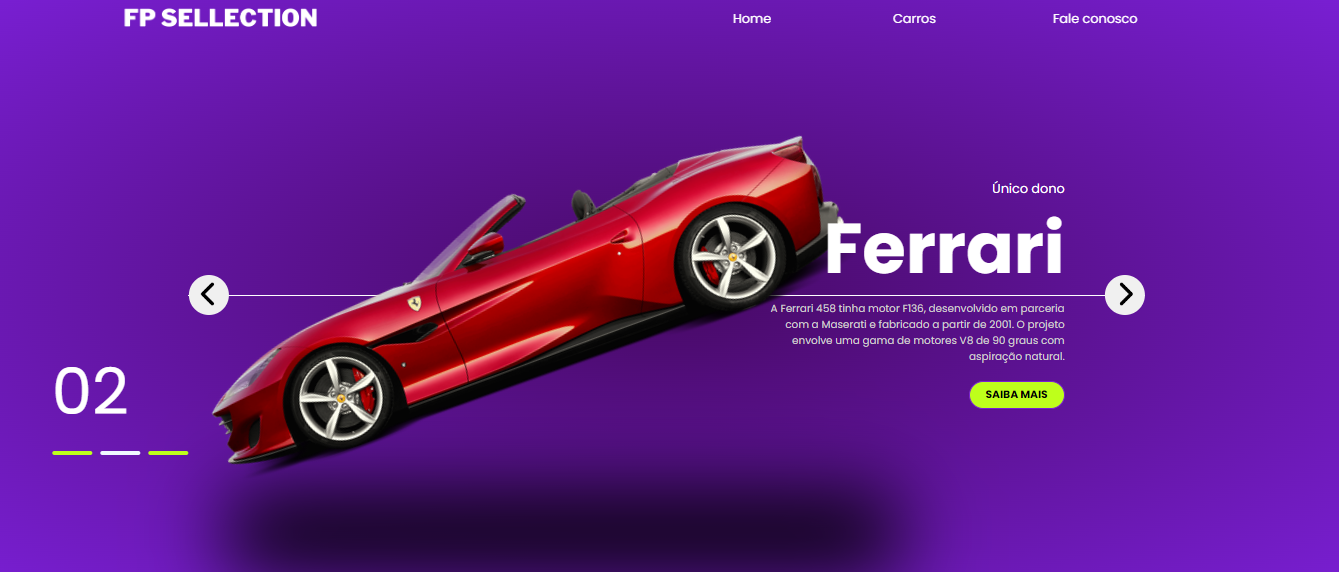 FP SELLECTION
Home
Carros
Fale conosco
Único dono
Ferrari
A Ferrari 458 tinha motor F136, desenvolvido em parceria
com a Maserati e fabricado a partir de 2001. O projeto
envolve uma gama de motores V8 de 90 graus com
aspiração natural.
SAIBA MAIS
02